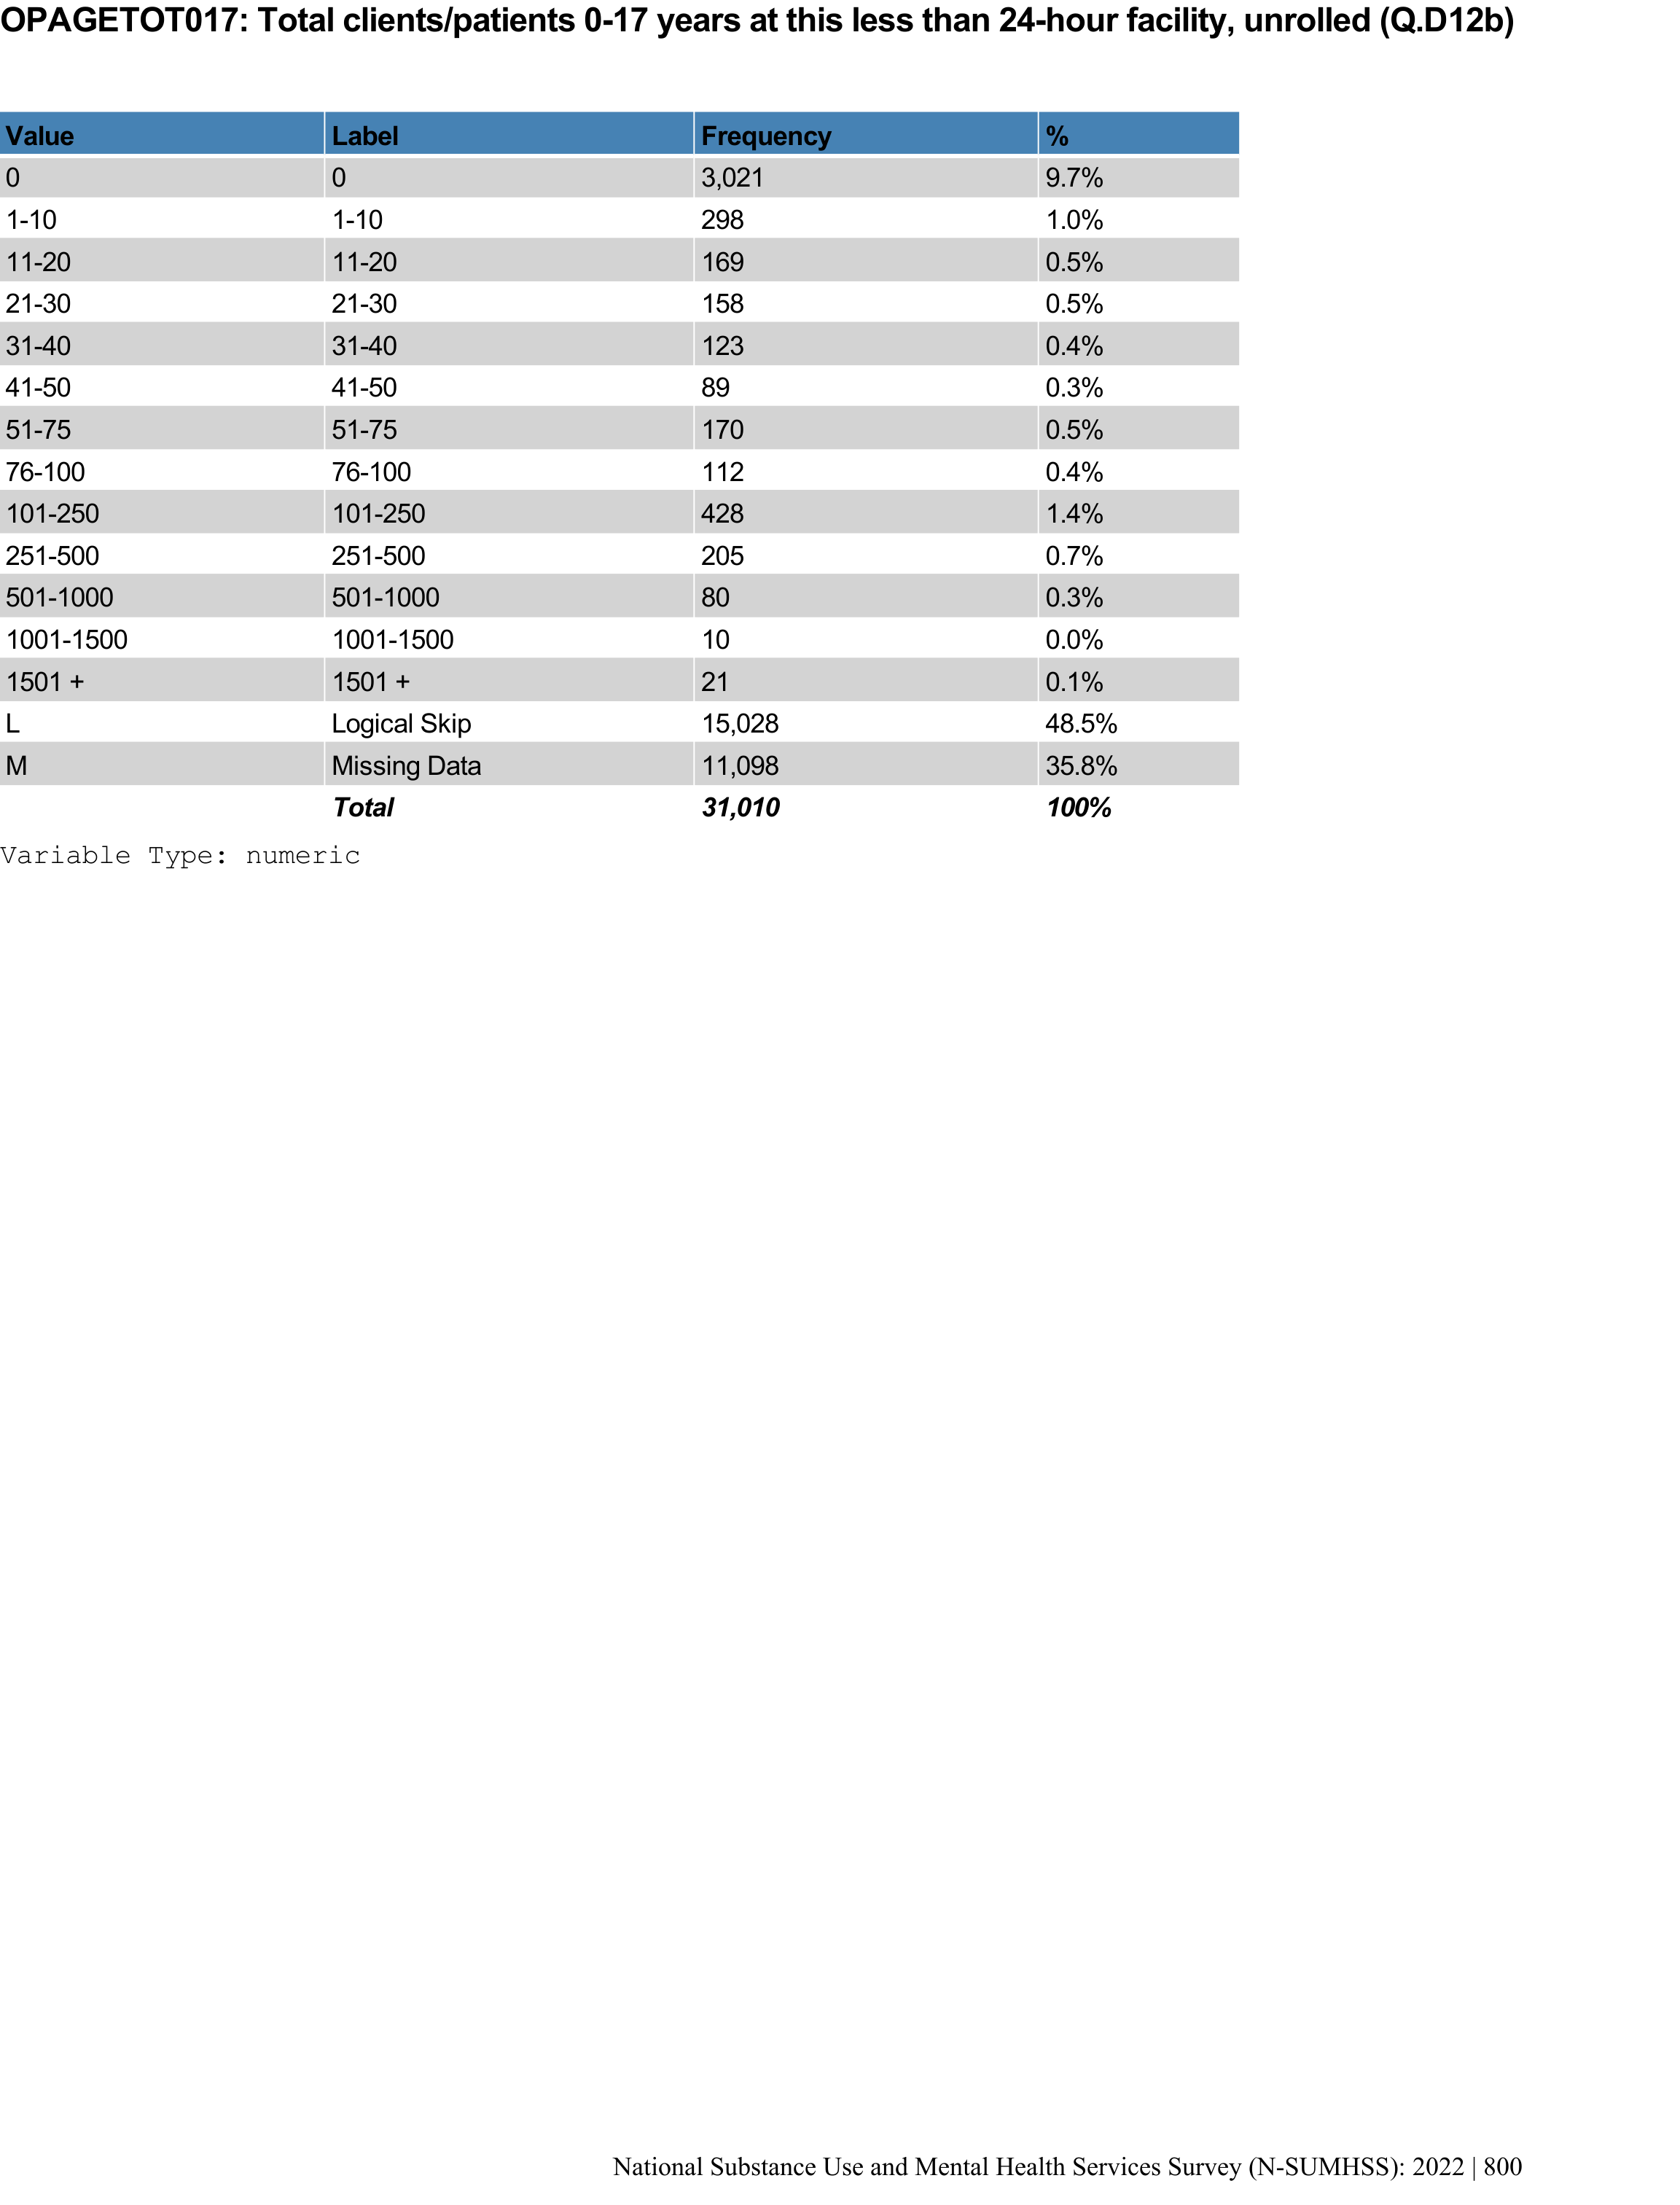 OPAGETOT017: Total clients/patients 0-17 years at this less than 24-hour facility, unrolled (Q.D12b)
Value Label Frequency %
0 0 3,021 9.7%
1-10 1-10 298 1.0%
11-20 11-20 169 0.5%
21-30 21-30 158 0.5%
31-40 31-40 123 0.4%
41-50 41-50 89 0.3%
51-75 51-75 170 0.5%
76-100 76-100 112 0.4%
101-250 101-250 428 1.4%
251-500 251-500 205 0.7%
501-1000 501-1000 80 0.3%
1001-1500 1001-1500 10 0.0%
1501 + 1501 + 21 0.1%
L Logical Skip 15,028 48.5%
M Missing Data 11,098 35.8%
Total 31,010 100%
Variable Type: numeric
National Substance Use and Mental Health Services Survey (N-SUMHSS): 2022 | 800